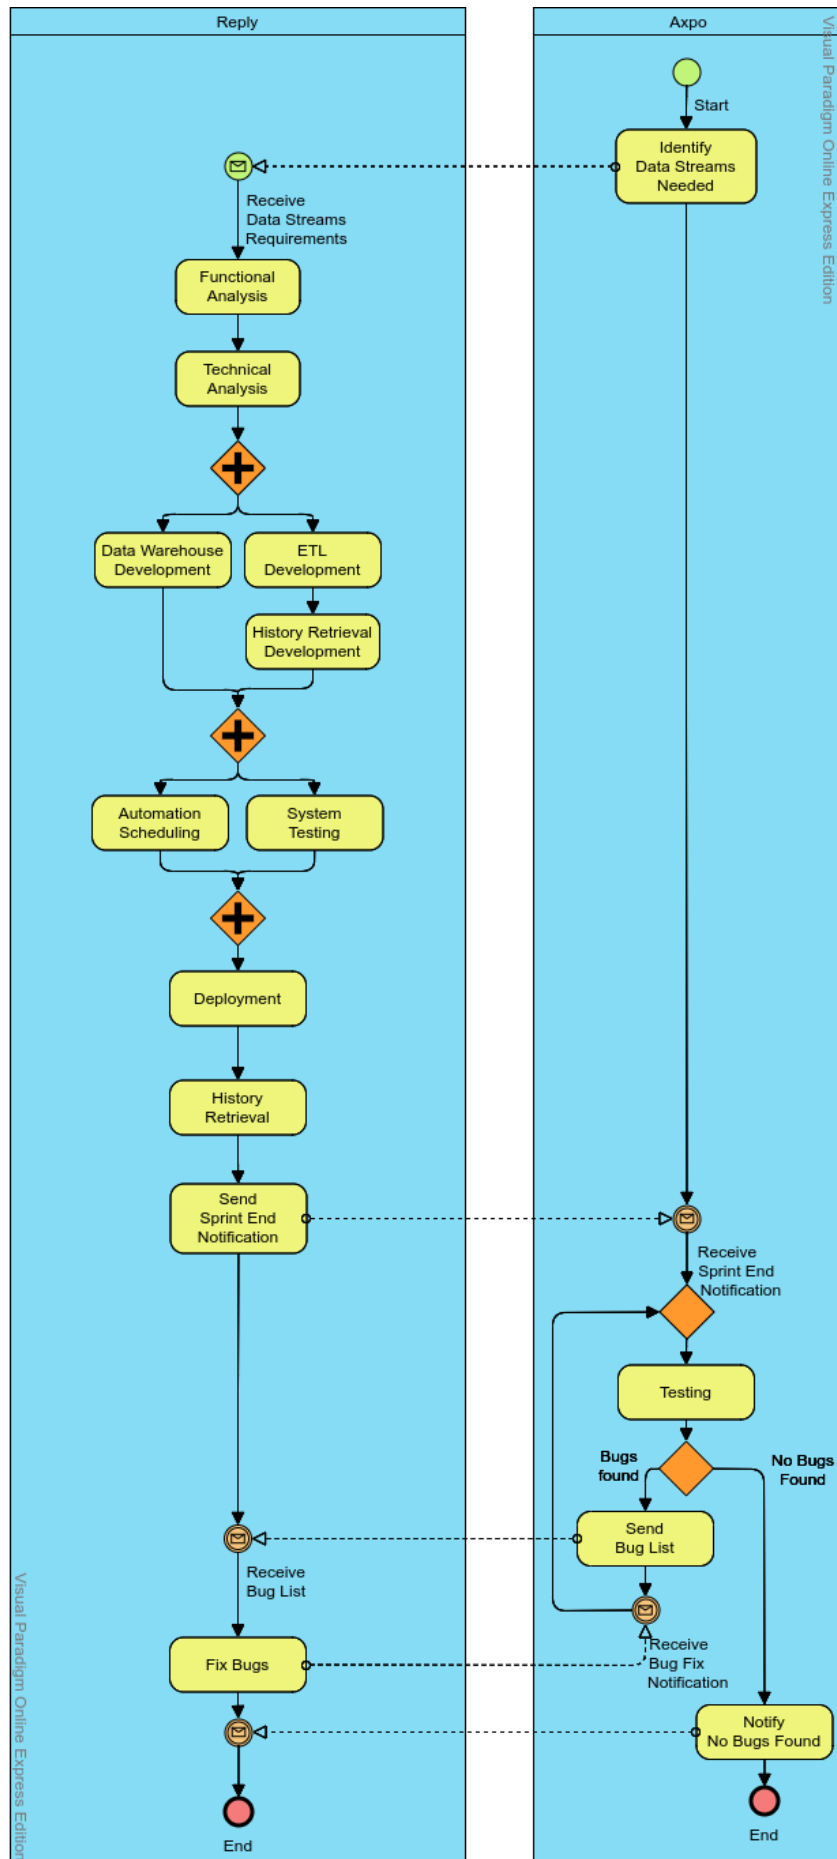 Reply
Axpo
Visual Paradigm Online Express Edition
Start
Identify
Data Streams
Needed
Receive
Data Streams
Requirements
Functional
Analysis
Technical
Analysis
Data Warehouse
Development
ETL
Development
History Retrieval
Development
Automation
Scheduling
System
Testing
Deployment
History
Retrieval
Send
Sprint End
Notification
Receive
Sprint End
Notification
Testing
Bugs
found
No Bugs
Found
Send
Bug List
Receive
Bug List
Receive
Bug Fix
Notification
Fix Bugs
Notify
No Bugs Found
End
End
Visual Paradigm Online Express Edition